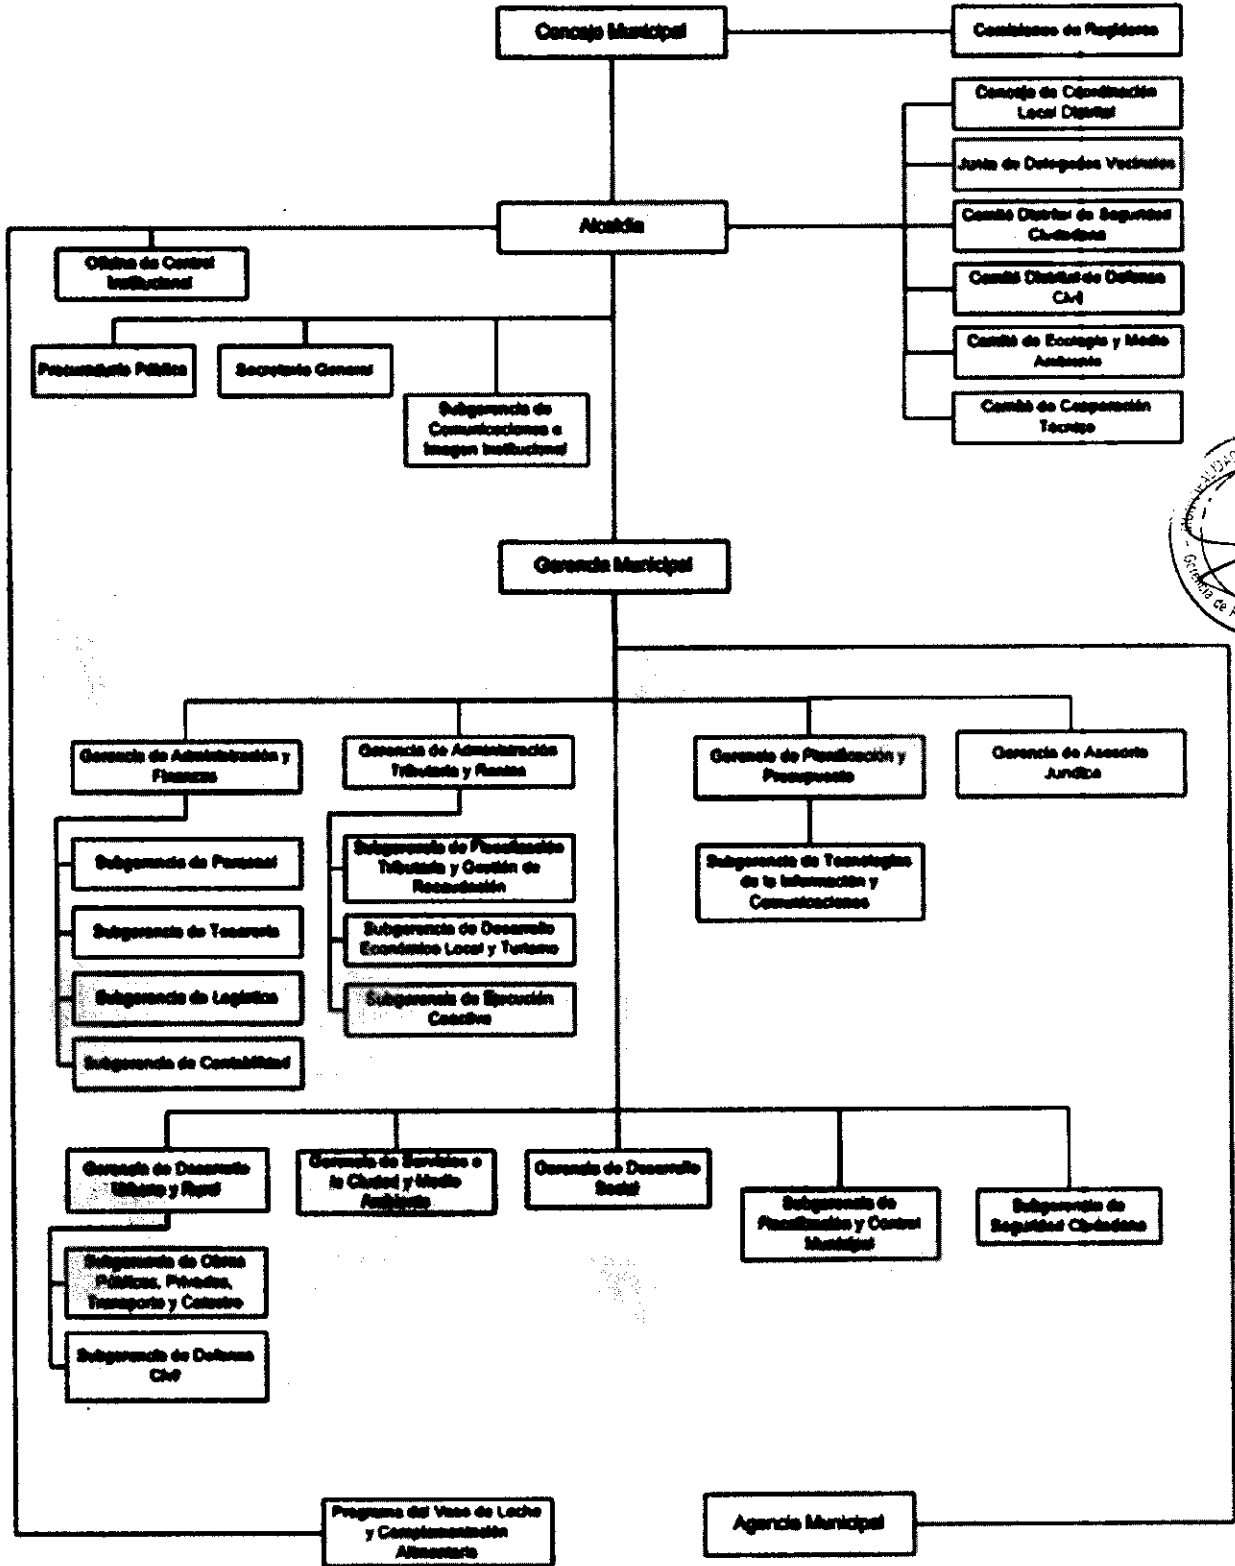 Concejo Municipal
Comisiones de Regidores
Concejo de Coordinación
Local Distrital
Junta de Delegados Vecinales
Alcaldía
Comité Distrital de Seguridad
Ciudadana
Oficina de Control
Institucional
Comité Distrital de Defensa
Civil
Procuraduría Pública
Secretaría General
Comité de Ecología y Medio
Ambiente
Subgerencia de
Comunicaciones e
Imagen Institucional
Comité de Cooperación
Técnica
Gerencia Municipal
Gerencia de
Gerencia de Administración y
Finanzas
Gerencia de Administración
Tributaria y Rentas
Gerencia de Planificación y
Presupuesto
Gerencia de Asesoría
Jurídica
Subgerencia de Personal
Subgerencia de Fiscalización
Tributaria y Gestión de
Recaudación
Subgerencia de Tecnologías
de la Información y
Comunicaciones
Subgerencia de Tesorería
Subgerencia de Desarrollo
Económico Local y Turismo
Subgerencia de Logística
Subgerencia de Ejecución
Coactiva
Subgerencia de Contabilidad
Gerencia de Desarrollo
Urbano y Rural
Gerencia de Servicios a
la Ciudad y Medio
Ambiente
Gerencia de Desarrollo
Social
Subgerencia de
Fiscalización y Control
Municipal
Subgerencia de
Seguridad Ciudadana
Subgerencia de Obras
Públicas, Privadas,
Transporte y Catastro
Subgerencia de Defensa
Civil
Programa del Vaso de Leche
y Complementación
Alimentaria
Agencia Municipal